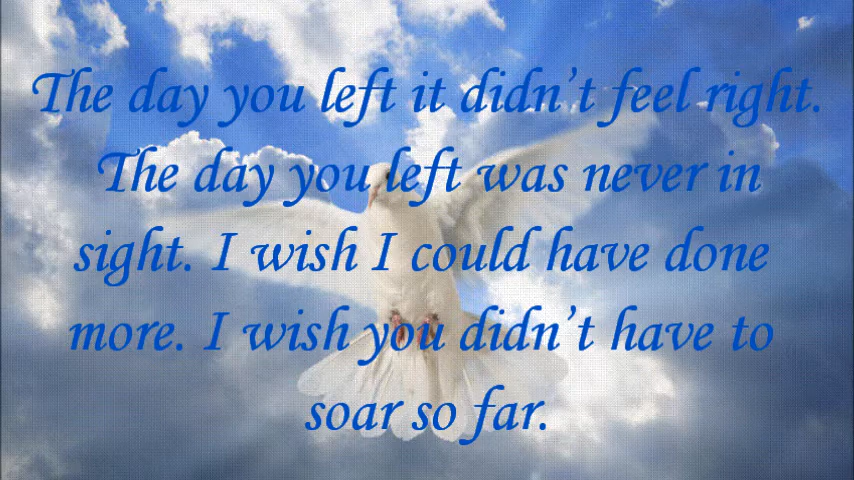 The day you left it didn’t feel right.
The day you left was never in
sight. I wish I could have done
more. I wish you didn’t have to
soar so far.